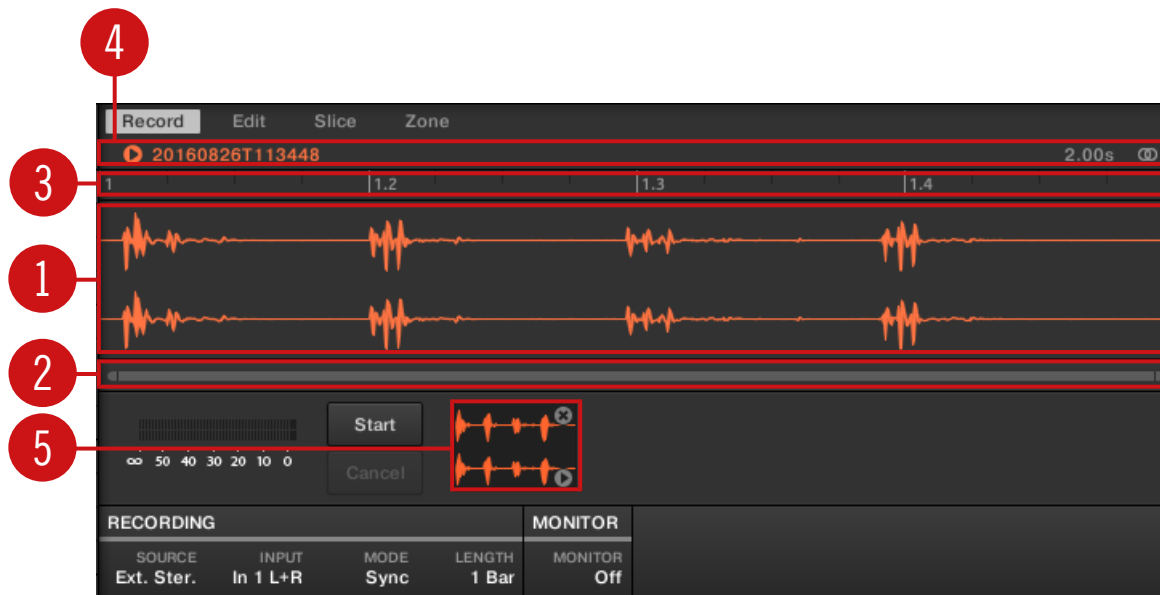 4
Record Edit Slice Zone
20160826T113448 2.00s
3
1 1.2 1.3 1.4
1
2
5
Start
∞ 50 40 30 20 10 0
Cancel
RECORDING MONITOR
SOURCE INPUT MODE LENGTH MONITOR
Ext. Ster. In 1 L+R Sync 1 Bar Off